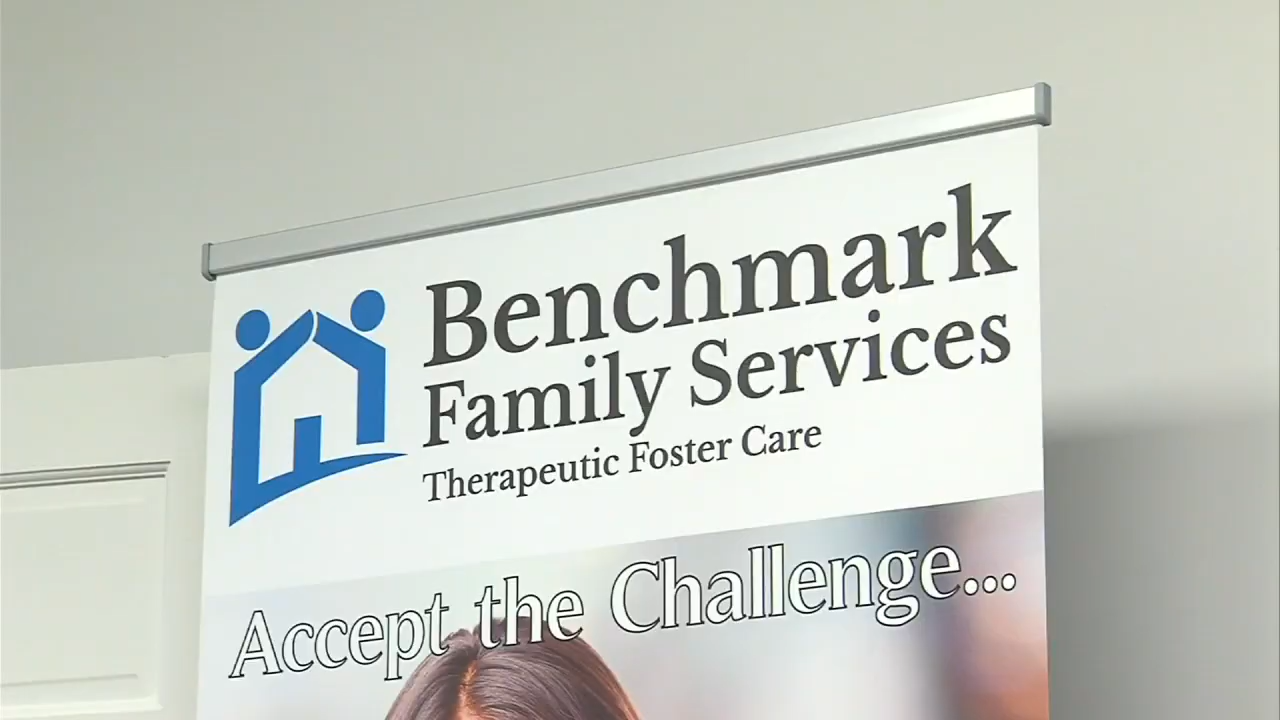 Benchmark
Family Services
Therapeutic Foster Care
Accept the Challenge...